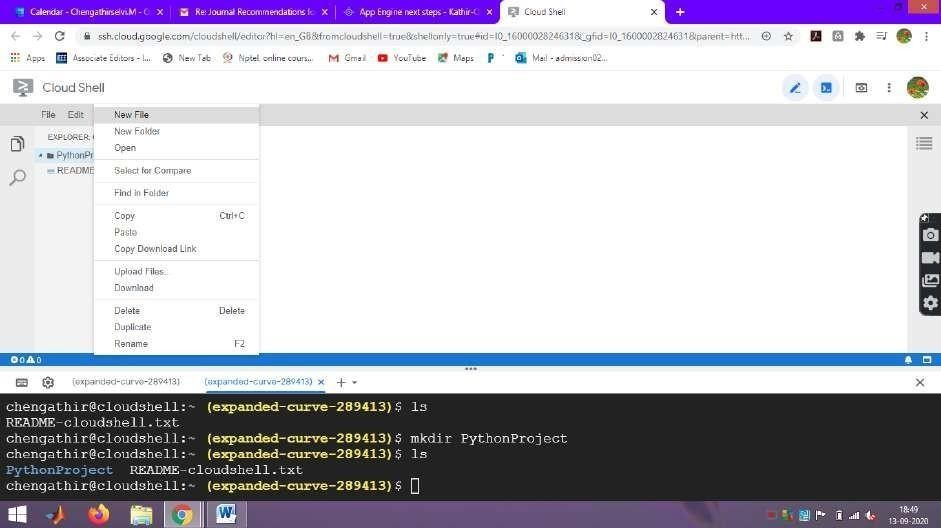 Calendar - Chengathirselvi.M - O
Re: Journal Recommendations fo
App Engine next steps - Kathir-O
Cloud Shell
ssh.cloud.google.com/cloudshell/editor?hl=en_GB&fromcloudshell=true&shellonly=true#id=I0_1600002824631&_gfid=I0_1600002824631&parent=htt...
Apps
Associate Editors - I...
New Tab
Nptel, online cours...
Gmail
YouTube
Maps
P
Mail - admission02...
Cloud Shell
File Edit
EXPLORER:
PythonPr
README
New File
New Folder
Open
Select for Compare
Find in Folder
Copy Ctrl+C
Paste
Copy Download Link
Upload Files...
Download
Delete Delete
Duplicate
Rename F2
0 0
(expanded-curve-289413) (expanded-curve-289413)
chengathir@cloudshell:~ (expanded-curve-289413)$ ls
README-cloudshell.txt
chengathir@cloudshell:~ (expanded-curve-289413)$ mkdir PythonProject
chengathir@cloudshell:~ (expanded-curve-289413)$ ls
PythonProject README-cloudshell.txt
chengathir@cloudshell:~ (expanded-curve-289413)$
18:49
13-09-2020